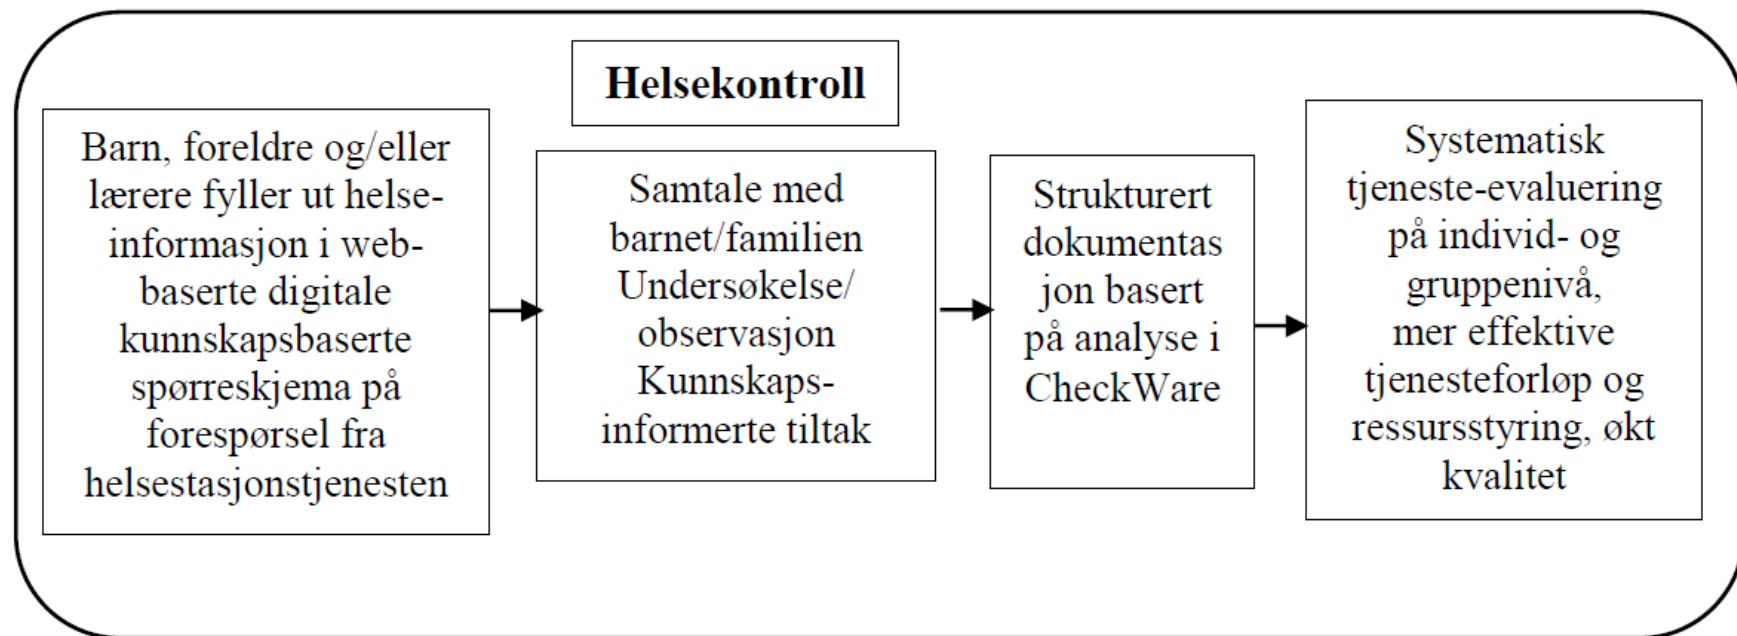 Helsekontroll
Barn, foreldre og/eller
lærere fyller ut helse-
informasjon i web-
baserte digitale
kunnskapsbaserte
spørreskjema på
forespørsel fra
helsestasjonstjenesten
Samtale med
barnet/familien
Undersøkelse/
observasjon
Kunnskaps-
informerte tiltak
Strukturert
dokumentas
jon basert
på analyse i
CheckWare
Systematisk
tjeneste-evaluering
på individ- og
gruppenivå,
mer effektive
tjenesteforløp og
ressursstyring, økt
kvalitet